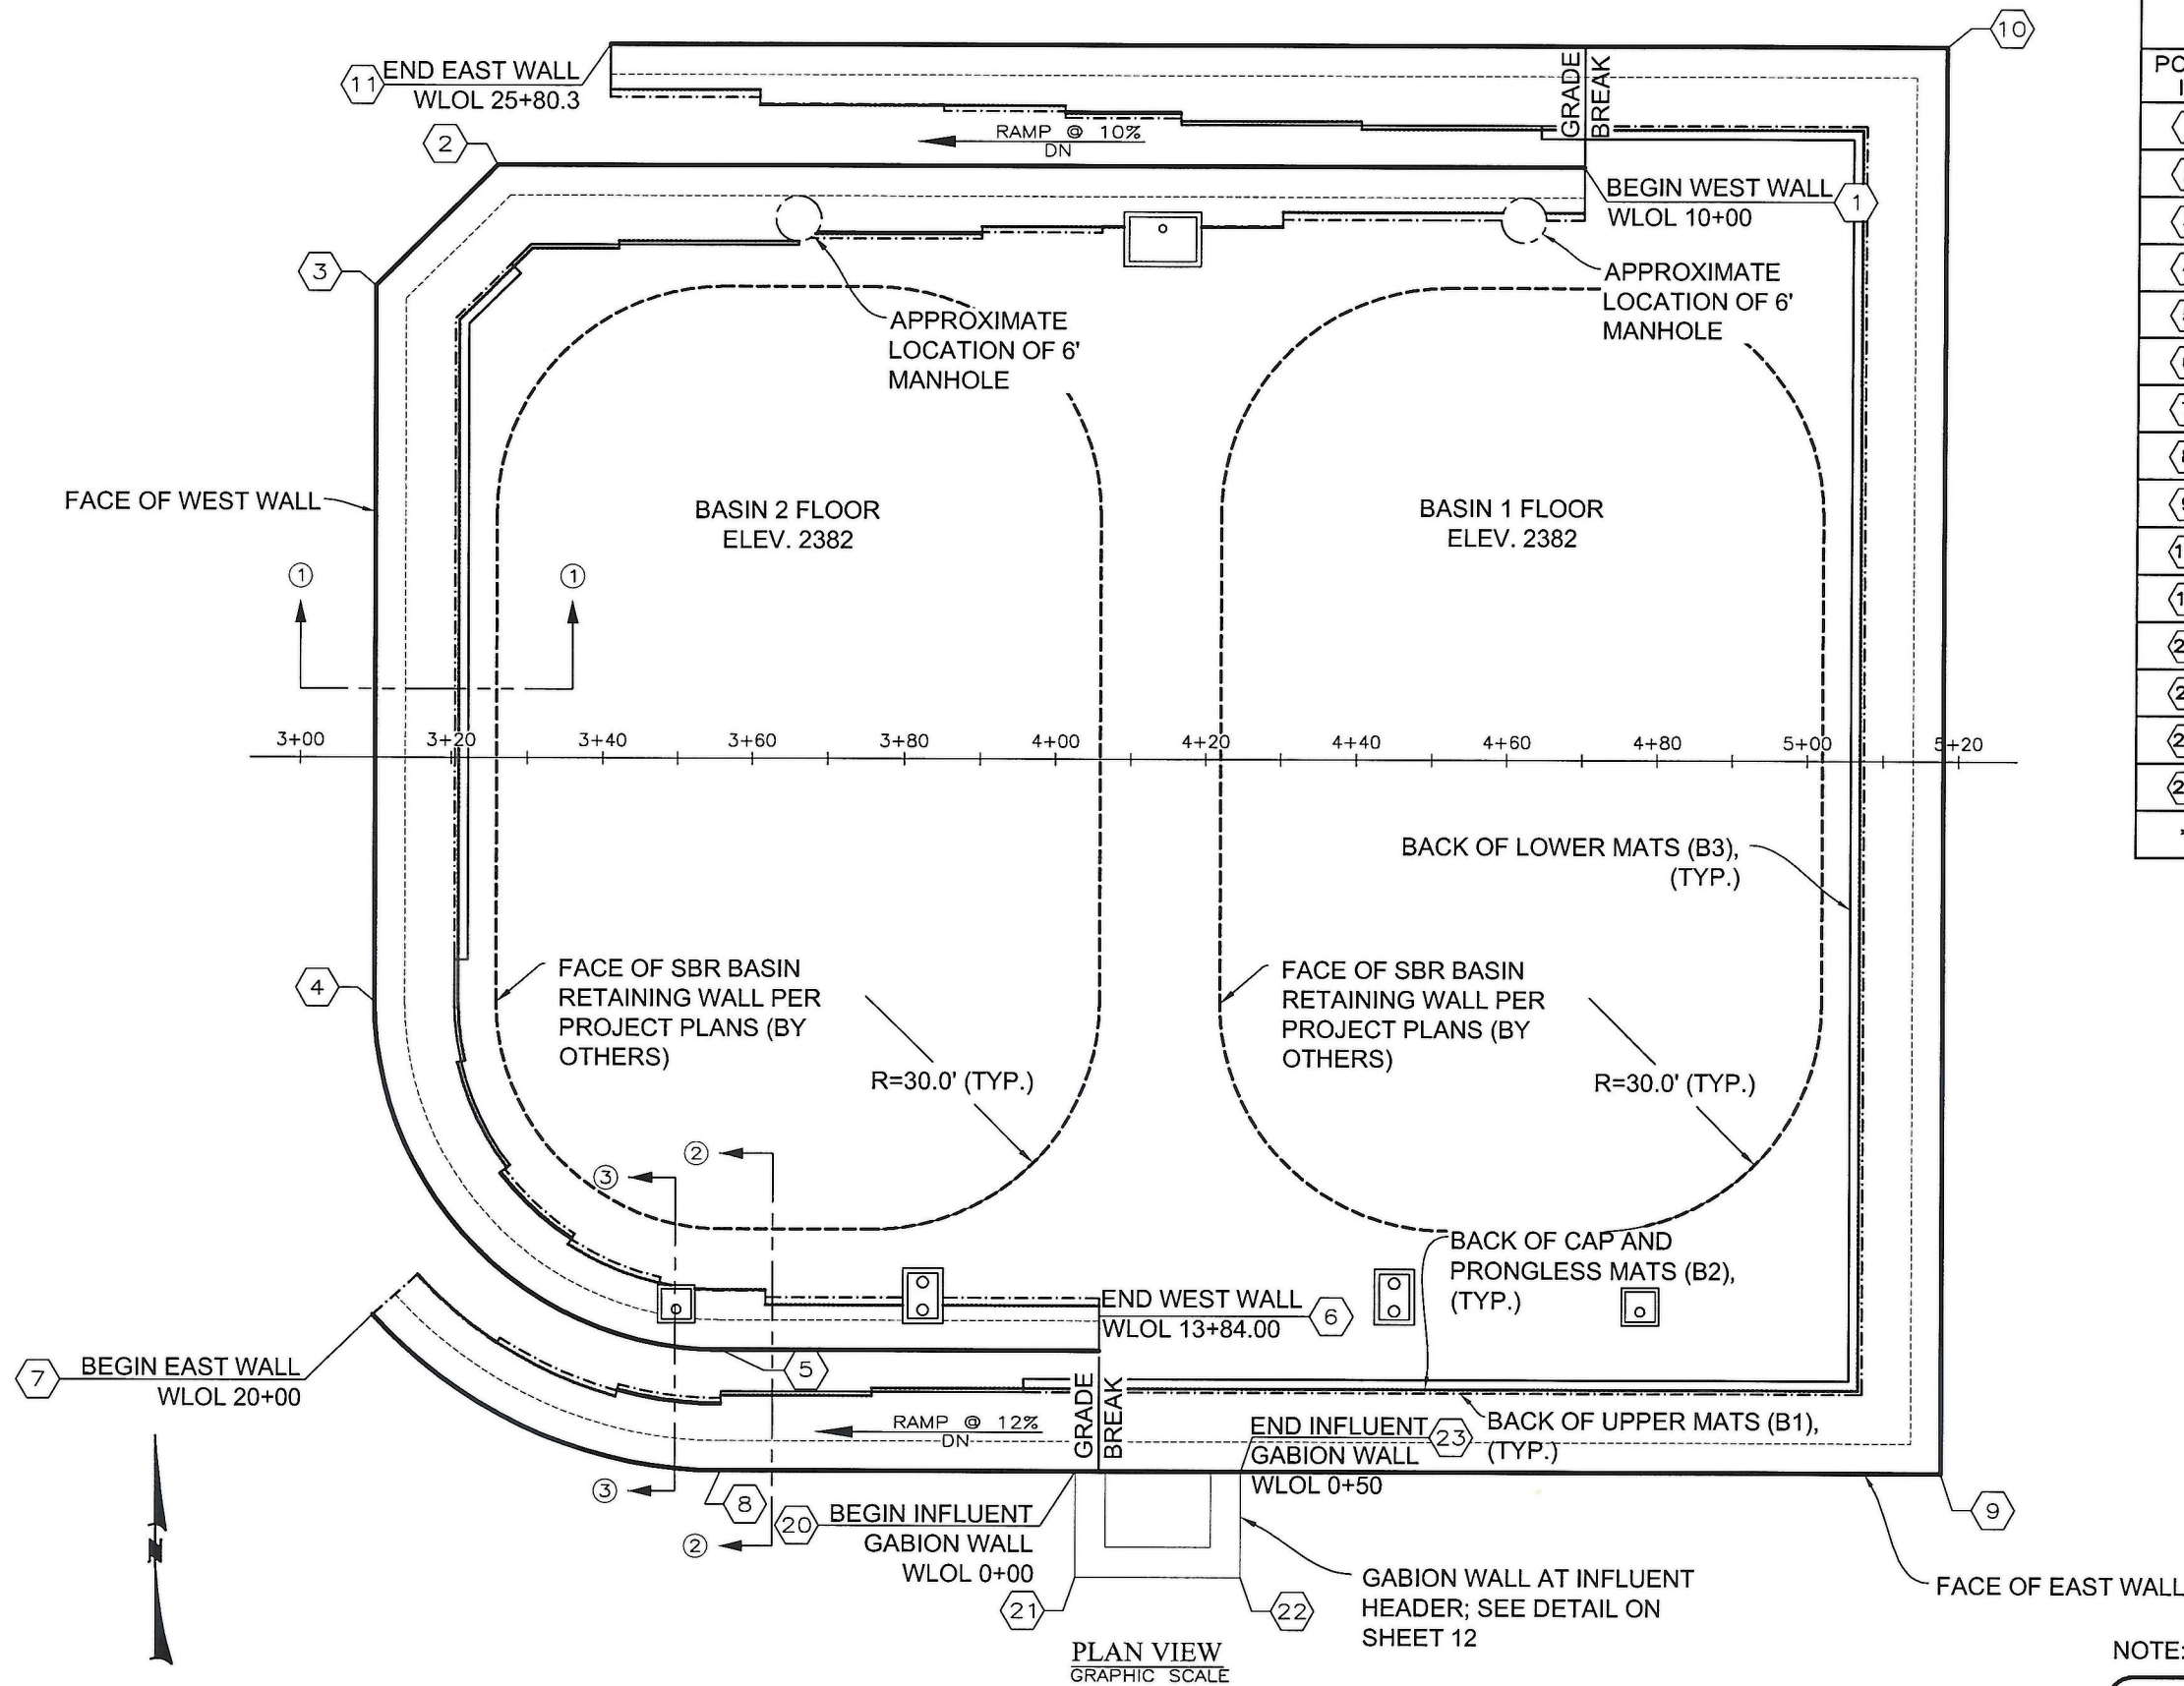 10
11
END EAST WALL
WLOL 25+80.3
GRADE
BREAK
2
RAMP @ 10%
DN
BEGIN WEST WALL
WLOL 10+00
1
3
APPROXIMATE
LOCATION OF 6'
MANHOLE
APPROXIMATE
LOCATION OF 6'
MANHOLE
FACE OF WEST WALL
BASIN 2 FLOOR
ELEV. 2382
BASIN 1 FLOOR
ELEV. 2382
1
1
3+00
3+20
3+40
3+60
3+80
4+00
4+20
4+40
4+60
4+80
5+00
5+20
BACK OF LOWER MATS (B3),
(TYP.)
4
FACE OF SBR BASIN
RETAINING WALL PER
PROJECT PLANS (BY
OTHERS)
R=30.0' (TYP.)
FACE OF SBR BASIN
RETAINING WALL PER
PROJECT PLANS (BY
OTHERS)
R=30.0' (TYP.)
2
3
BACK OF CAP AND
PRONGLESS MATS (B2),
(TYP.)
END WEST WALL
WLOL 13+84.00
6
5
7
BEGIN EAST WALL
WLOL 20+00
GRADE
BREAK
RAMP @ 12%
DN
END INFLUENT
GABION WALL
WLOL 0+50
23
BACK OF UPPER MATS (B1),
(TYP.)
3
8
2
20
BEGIN INFLUENT
GABION WALL
WLOL 0+00
9
21
22
GABION WALL AT INFLUENT
HEADER; SEE DETAIL ON
SHEET 12
FACE OF EAST WALL
N
PLAN VIEW
GRAPHIC SCALE
NOTE: